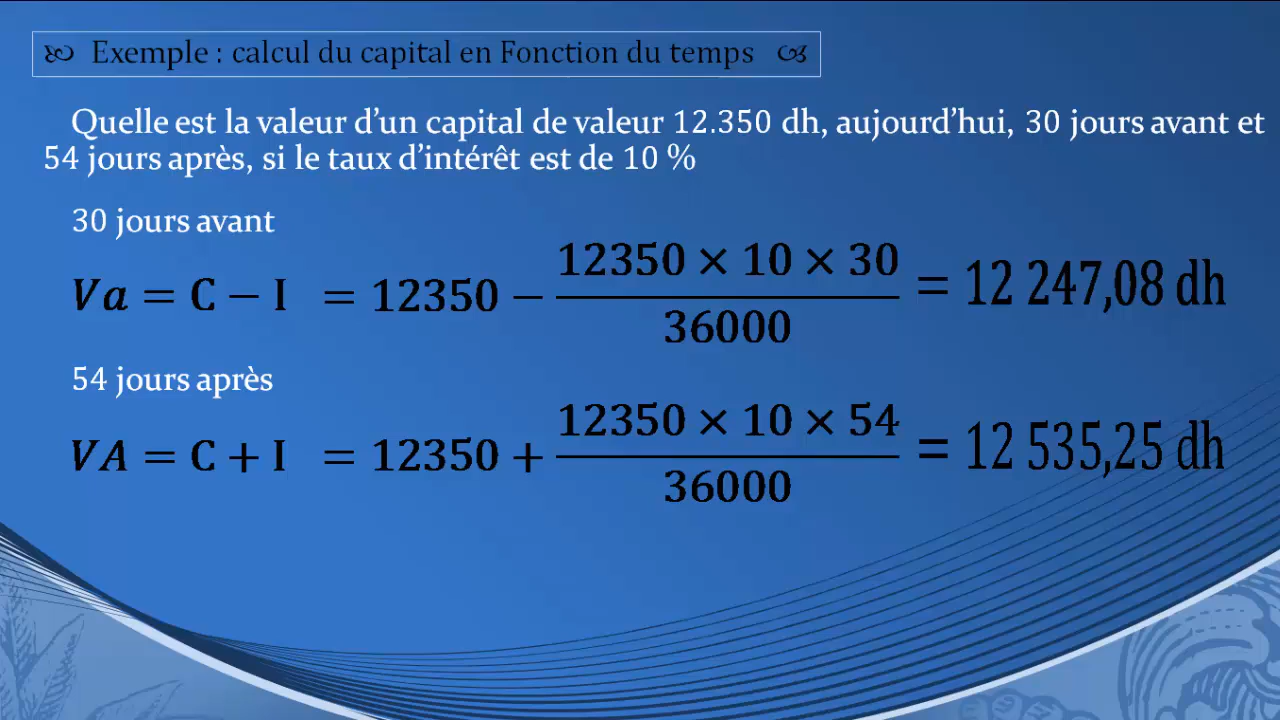 Exemple : calcul du capital en Fonction du temps
Quelle est la valeur d'un capital de valeur 12.350 dh, aujourd'hui, 30 jours avant et
54 jours après, si le taux d'intérêt est de 10 %
30 jours avant
Va = C − I = 12350 − (12350 × 10 × 30) / 36000 = 12 247,08 dh
54 jours après
VA = C + I = 12350 + (12350 × 10 × 54) / 36000 = 12 535,25 dh